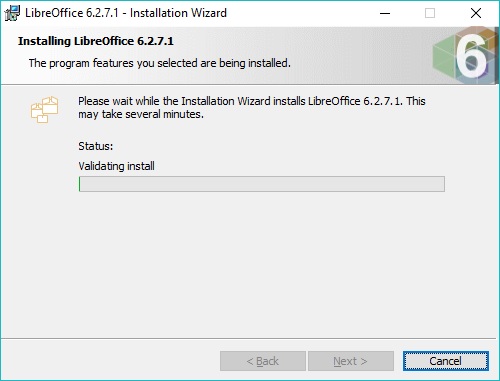 LibreOffice 6.2.7.1 - Installation Wizard
Installing LibreOffice 6.2.7.1
The program features you selected are being installed.
6
Please wait while the Installation Wizard installs LibreOffice 6.2.7.1. This
may take several minutes.
Status:
Validating install
< Back Next > Cancel